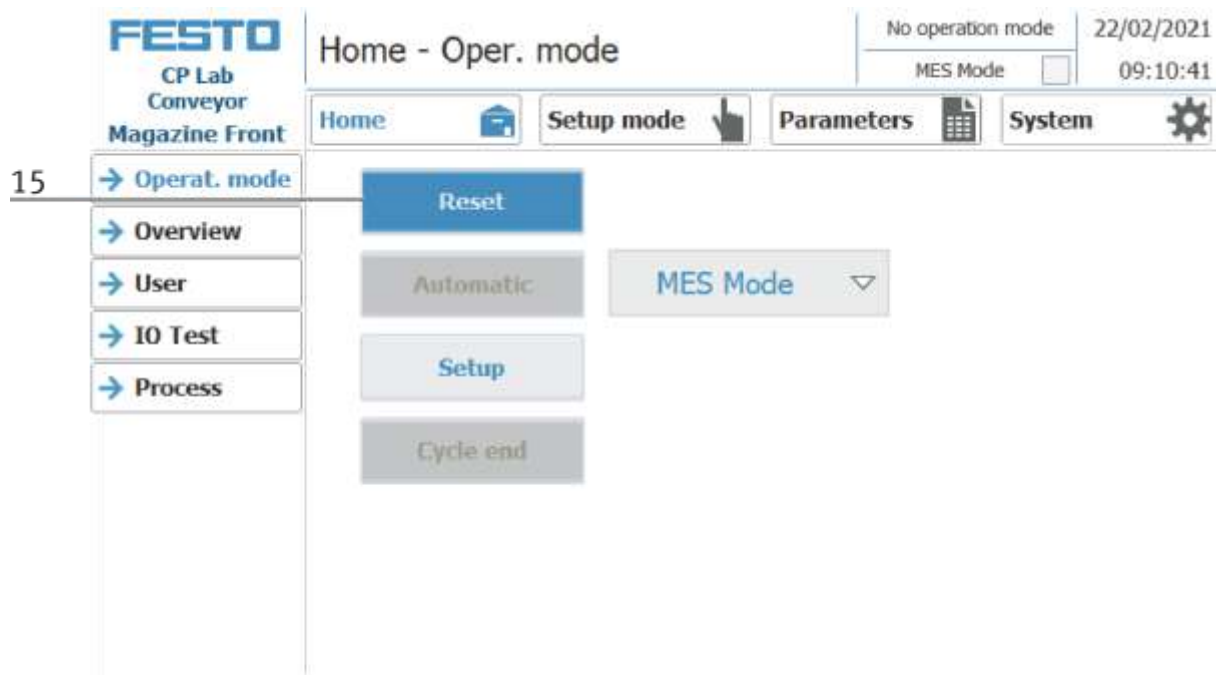 FESTO
CP Lab
Conveyor
Magazine Front
Home - Oper. mode
No operation mode
MES Mode
22/02/2021
09:10:41
Home
Setup mode
Parameters
System
15
Operat. mode
Overview
User
IO Test
Process
Reset
Automatic
MES Mode
Setup
Cycle end